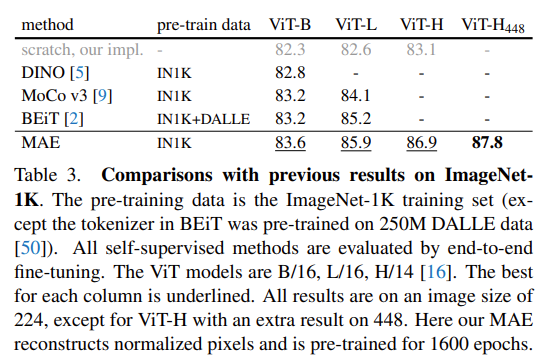 method pre-train data ViT-B ViT-L ViT-H ViT-H448
scratch, our impl. - 82.3 82.6 83.1 -
DINO [5] IN1K 82.8 - - -
MoCo v3 [9] IN1K 83.2 84.1 - -
BEiT [2] IN1K+DALLE 83.2 85.2 - -
MAE IN1K 83.6 85.9 86.9 87.8
Table 3. Comparisons with previous results on ImageNet-
1K. The pre-training data is the ImageNet-1K training set (ex-
cept the tokenizer in BEiT was pre-trained on 250M DALLE data
[50]). All self-supervised methods are evaluated by end-to-end
fine-tuning. The ViT models are B/16, L/16, H/14 [16]. The best
for each column is underlined. All results are on an image size of
224, except for ViT-H with an extra result on 448. Here our MAE
reconstructs normalized pixels and is pre-trained for 1600 epochs.